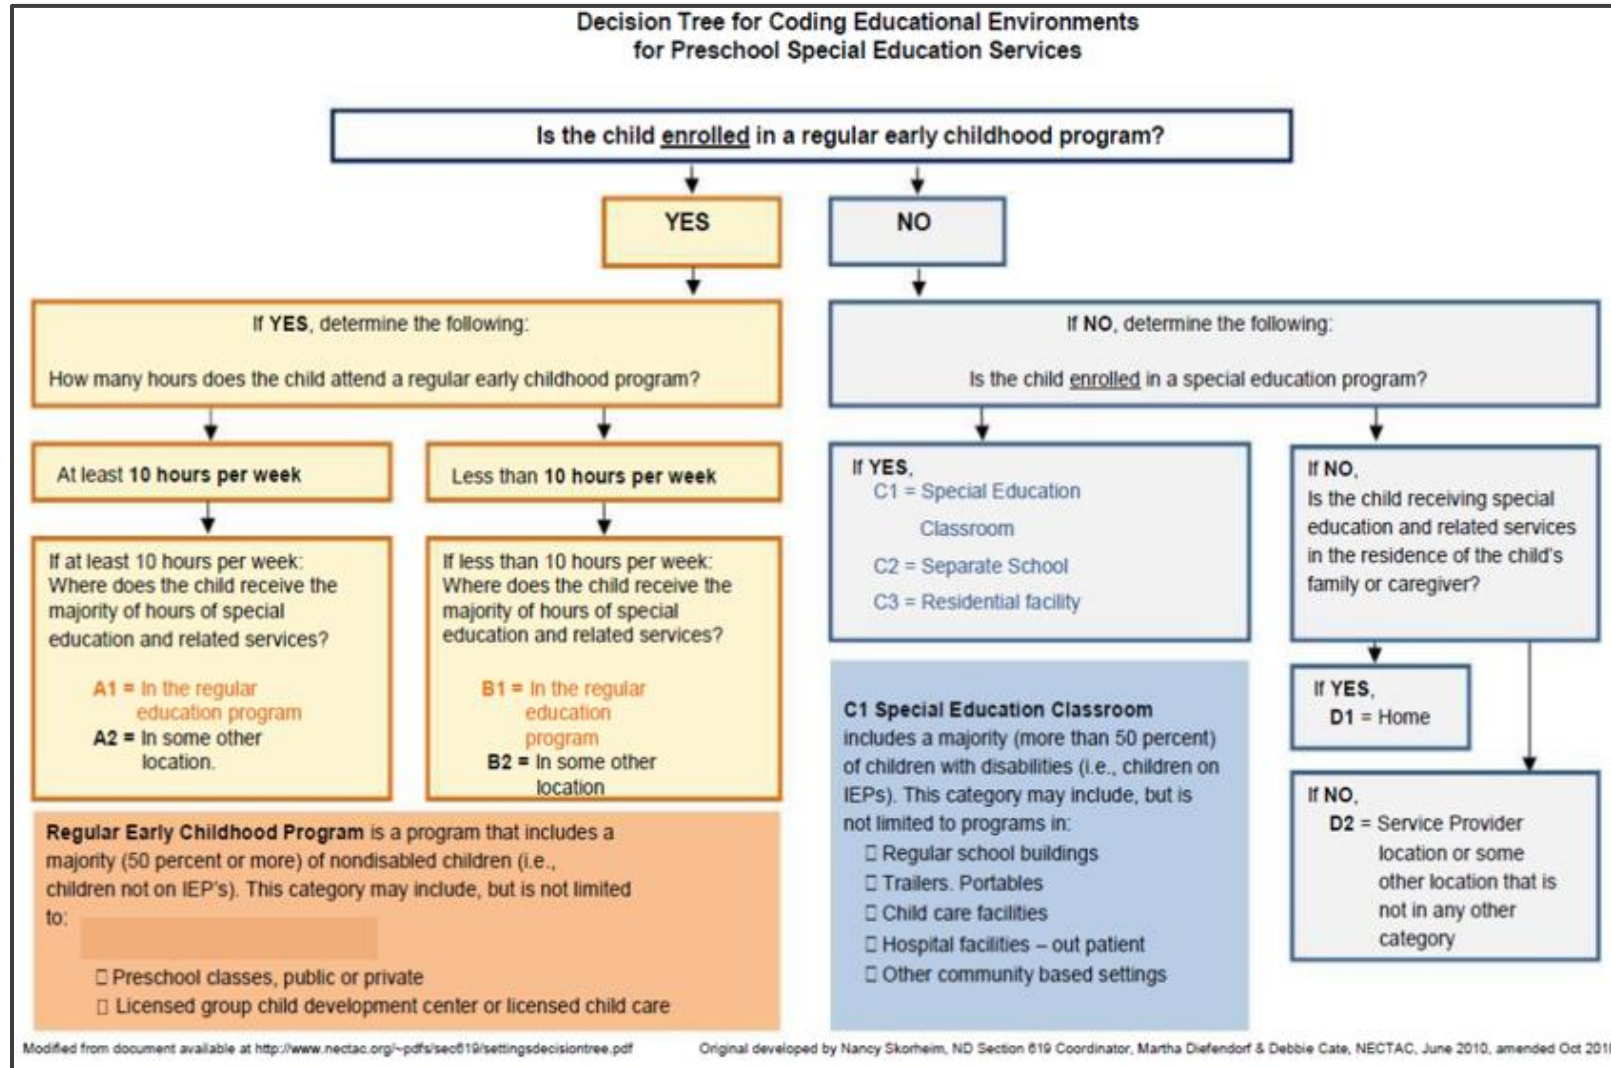 Decision Tree for Coding Educational Environments
for Preschool Special Education Services
Is the child enrolled in a regular early childhood program?
YES
NO
If YES, determine the following:
How many hours does the child attend a regular early childhood program?
At least 10 hours per week
Less than 10 hours per week
If at least 10 hours per week:
Where does the child receive the
majority of hours of special
education and related services?
A1 = In the regular
education program
A2 = In some other
location.
If less than 10 hours per week:
Where does the child receive the
majority of hours of special
education and related services?
B1 = In the regular
education
program
B2 = In some other
location
Regular Early Childhood Program is a program that includes a
majority (50 percent or more) of nondisabled children (i.e.,
children not on IEP's). This category may include, but is not limited
to:
□ Preschool classes, public or private
□ Licensed group child development center or licensed child care
If NO, determine the following:
Is the child enrolled in a special education program?
If YES,
C1 = Special Education
Classroom
C2 = Separate School
C3 = Residential facility
C1 Special Education Classroom
includes a majority (more than 50 percent)
of children with disabilities (i.e., children on
IEPs). This category may include, but is
not limited to programs in:
□ Regular school buildings
□ Trailers. Portables
□ Child care facilities
□ Hospital facilities – out patient
□ Other community based settings
If NO,
Is the child receiving special
education and related services
in the residence of the child's
family or caregiver?
If YES,
D1 = Home
If NO,
D2 = Service Provider
location or some
other location that is
not in any other
category
Modified from document available at http://www.nectac.org/~pdfs/sec619/settingsdecisiontree.pdf
Original developed by Nancy Skorheim, ND Section 619 Coordinator, Martha Diefendorf & Debbie Cate, NECTAC, June 2010, amended Oct 2010